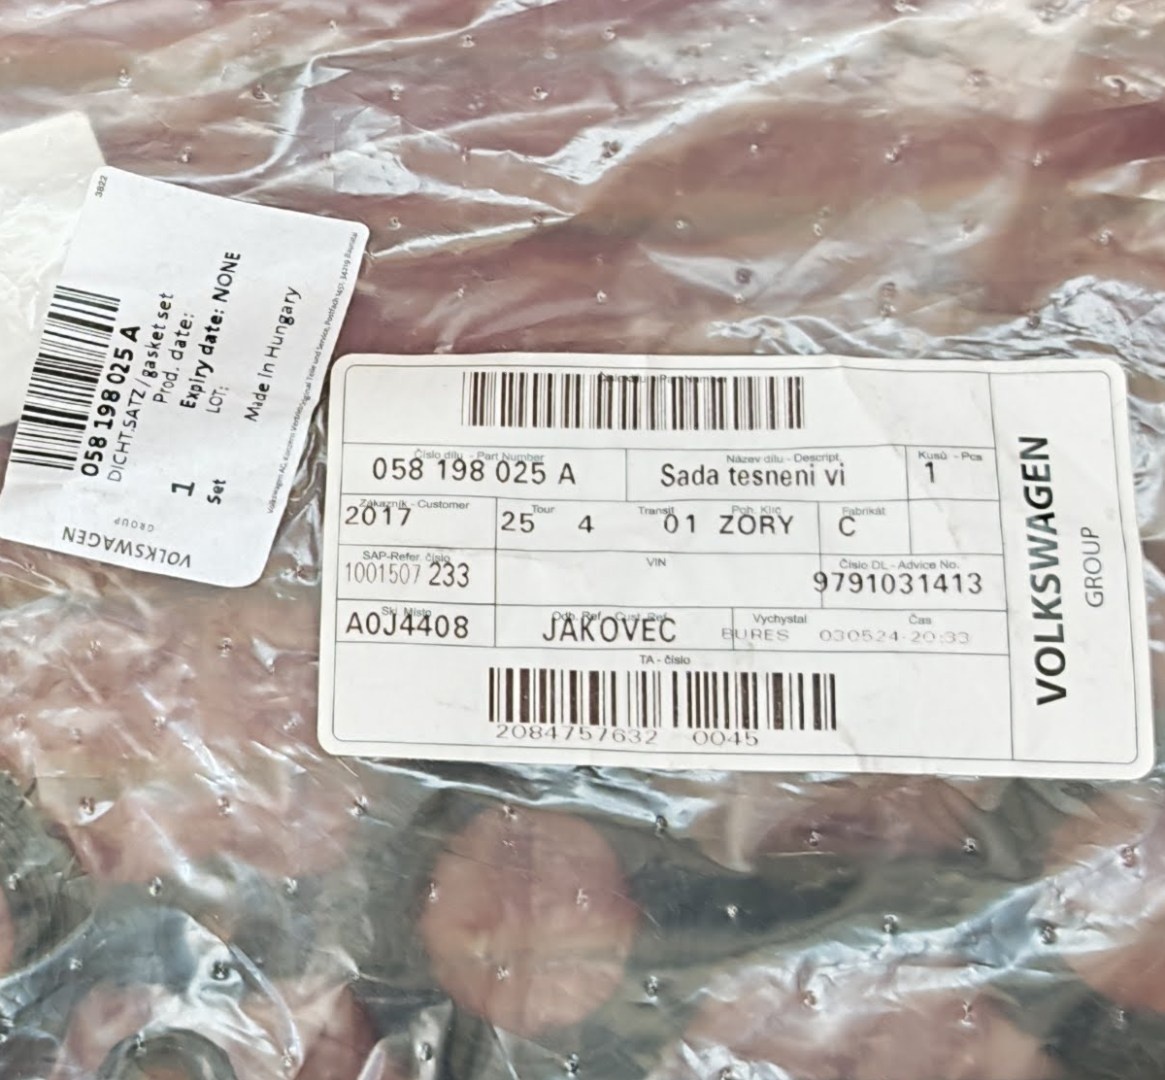 3822
058 198 025 A
DICHT.SATZ / gasket set
Prod. date:
Expiry date: NONE
LOT:
1
Set
Made in Hungary
VOLKSWAGEN
GROUP
Číslo dílu - Part Number
058 198 025 A
Název dílu - Descript.
Sada tesneni vi
Kusů - Pcs
1
Zákazník - Customer
2017
Tour
25 4
Transit
01 ZORY
Fabrikát
C
SAP-Refer. číslo
1001507 233
VIN
Číslo DL - Advice No.
9791031413
Skl. Místo
A0J4408
JAKOVEC
Vychystal
BURES
Čas
030524-20:33
TA - číslo
2084757632 0045
VOLKSWAGEN
GROUP